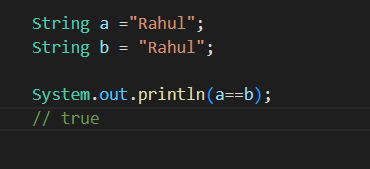 String a ="Rahul";
String b = "Rahul";
System.out.println(a==b);
// true